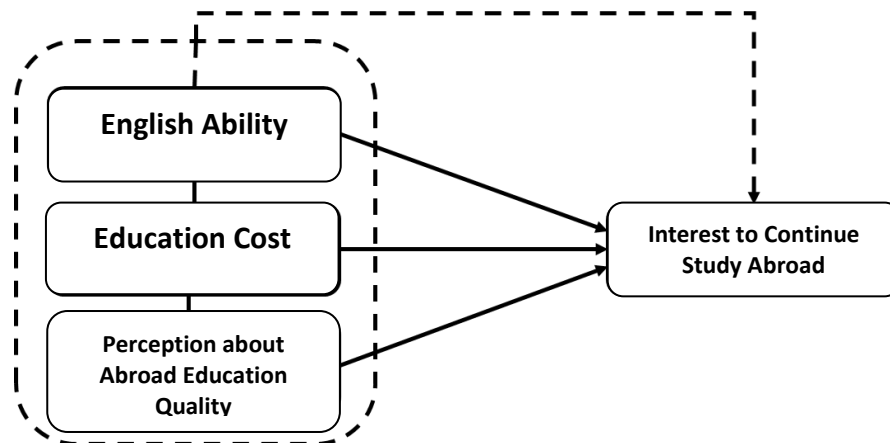 English Ability
Education Cost
Interest to Continue
Study Abroad
Perception about
Abroad Education
Quality